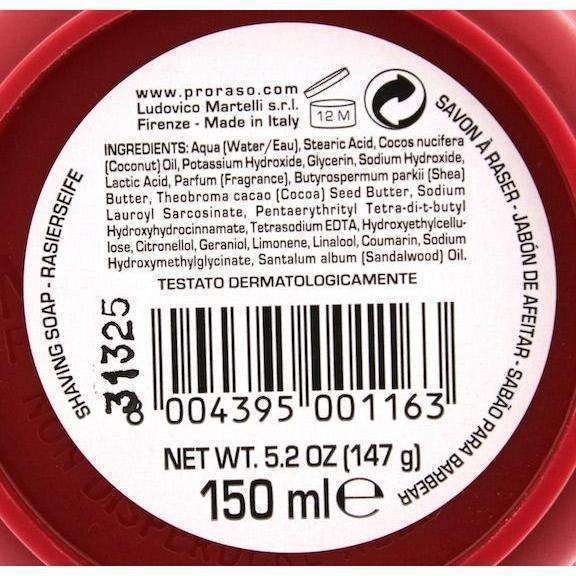 www.proraso.com
Ludovico Martelli s.r.l.
Firenze - Made in Italy
12 M
INGREDIENTS: Aqua (Water/Eau), Stearic Acid, Cocos nucifera
(Coconut) Oil, Potassium Hydroxide, Glycerin, Sodium Hydroxide,
Lactic Acid, Parfum (Fragrance), Butyrospermum parkii (Shea)
Butter, Theobroma cacao (Cocoa) Seed Butter, Sodium
Lauroyl Sarcosinate, Pentaerythrityl Tetra-di-t-butyl
Hydroxyhydrocinnamate, Tetrasodium EDTA, Hydroxyethylcellu-
lose, Citronellol, Geraniol, Limonene, Linalool, Coumarin, Sodium
Hydroxymethylglycinate, Santalum album (Sandalwood) Oil.
TESTATO DERMATOLOGICAMENTE
SHAVING SOAP - RASIERSEIFE
SAVON À RASER - JABÓN DE AFEITAR - SABÃO PARA BARBEAR
31325
8 004395 001163
NET WT. 5.2 OZ (147 g)
150 ml e
NON DISPERDERE